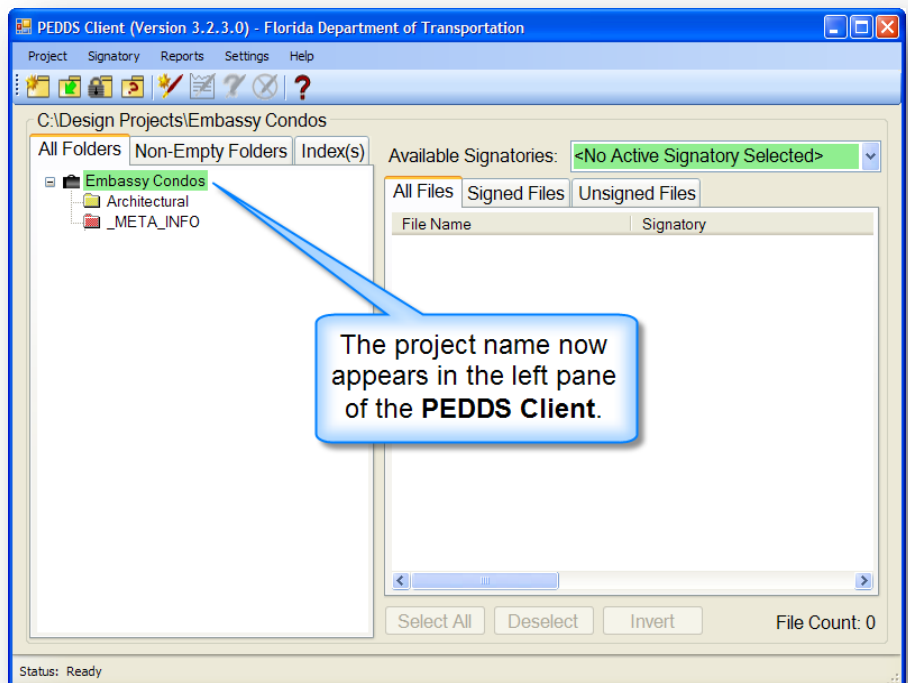 PEDDS Client (Version 3.2.3.0) - Florida Department of Transportation
Project Signatory Reports Settings Help
C:\Design Projects\Embassy Condos
All Folders Non-Empty Folders Index(s)
Available Signatories: <No Active Signatory Selected>
Embassy Condos
Architectural
_META_INFO
All Files Signed Files Unsigned Files
File Name Signatory
The project name now
appears in the left pane
of the PEDDS Client.
Select All Deselect Invert File Count: 0
Status: Ready